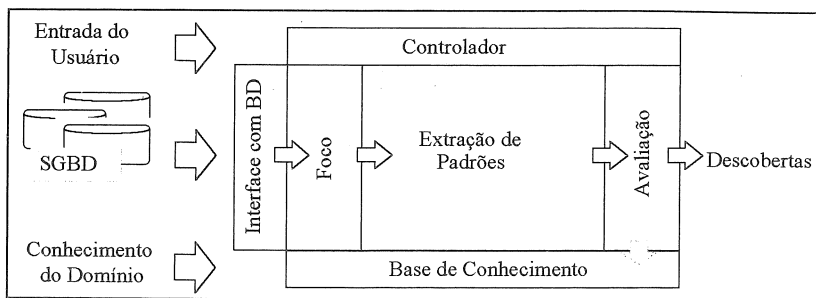 Entrada do
Usuário
Controlador
SGBD
Interface com BD
Foco
Extração de
Padrões
Avaliação
Descobertas
Conhecimento
do Domínio
Base de Conhecimento